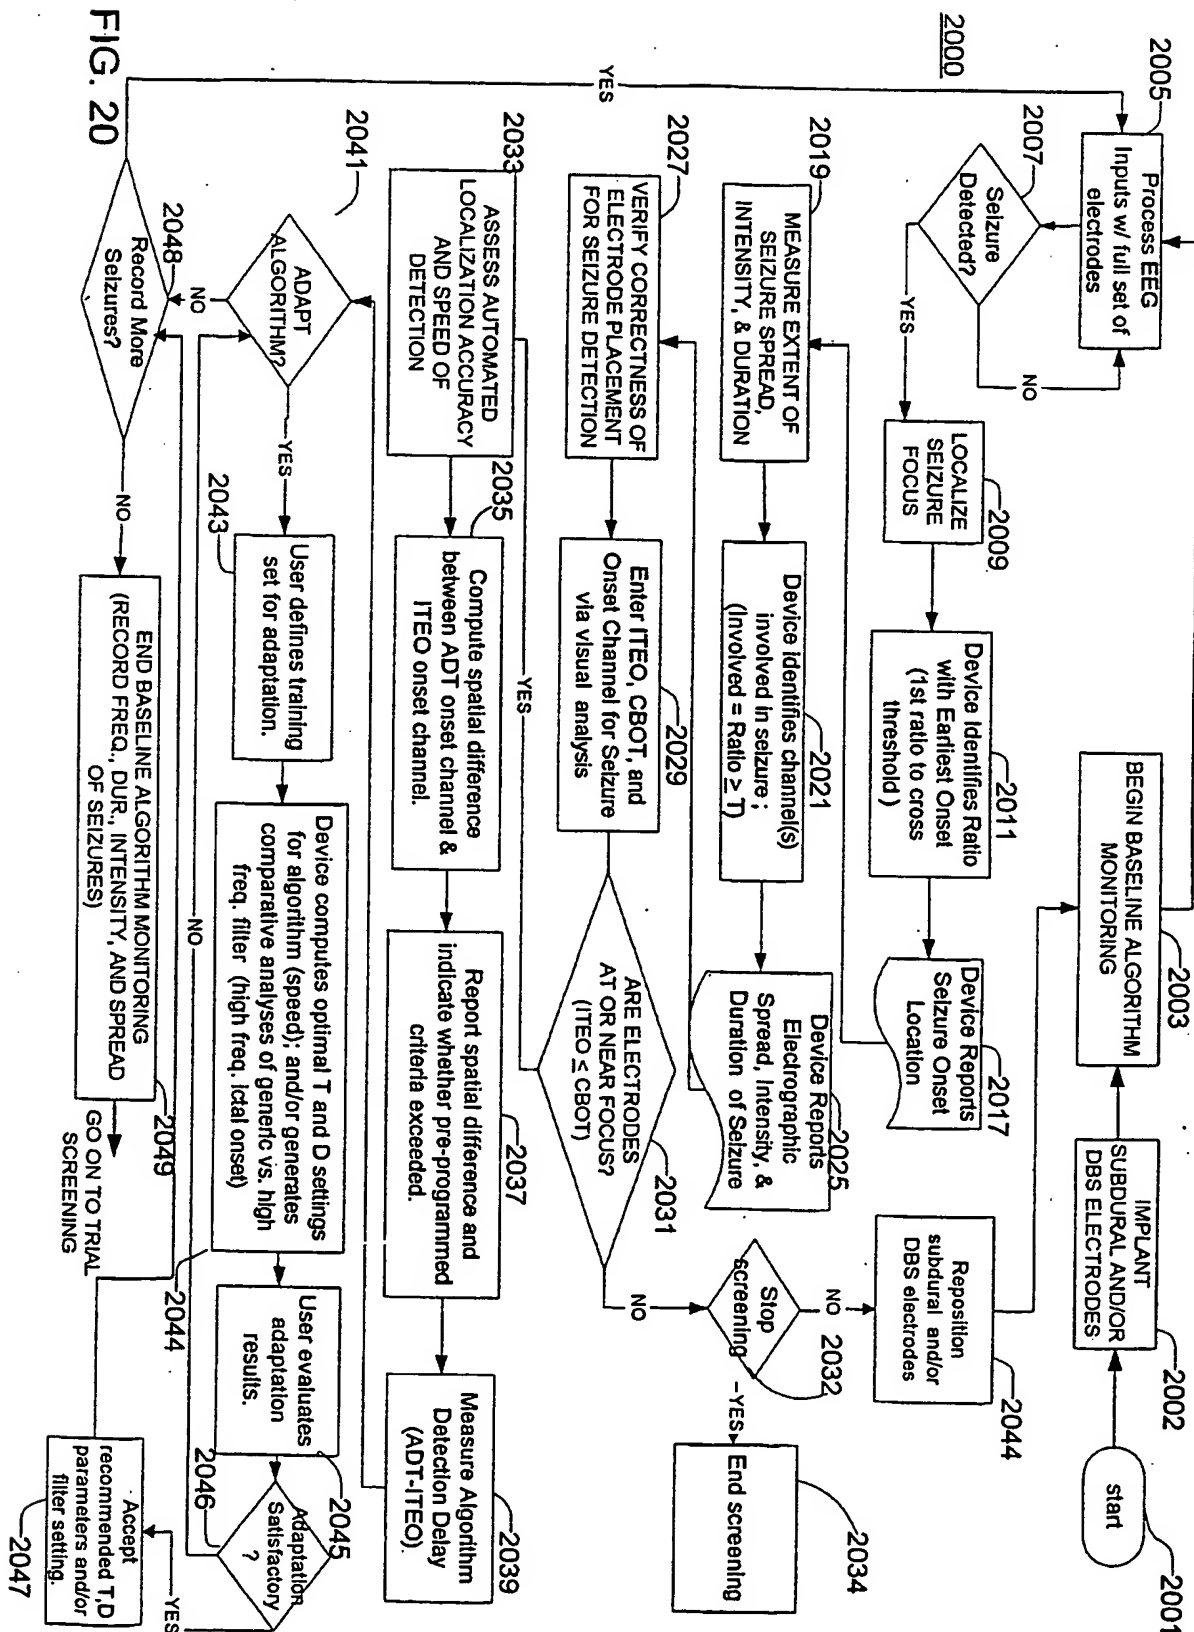 2000
start
2001
IMPLANT
SUBDURAL AND/OR
DBS ELECTRODES
2002
BEGIN BASELINE ALGORITHM
MONITORING
2003
2005
Process EEG
Inputs w/ full set of
electrodes
2007
Seizure
Detected?
NO
YES
LOCALIZE
SEIZURE
FOCUS
2009
Device Identifies Ratio
with Earliest Onset
(1st ratio to cross
threshold )
2011
Device Reports
Seizure Onset
Location
2017
2019
MEASURE EXTENT OF
SEIZURE SPREAD,
INTENSITY, & DURATION
Device identifies channel(s)
involved in seizure ;
(Involved = Ratio ≥ T)
2021
Device Reports
Electrographic
Spread, Intensity, &
Duration of Seizure
2025
2027
VERIFY CORRECTNESS OF
ELECTRODE PLACEMENT
FOR SEIZURE DETECTION
Enter ITEO, CBOT, and
Onset Channel for Seizure
via visual analysis
2029
ARE ELECTRODES
AT OR NEAR FOCUS?
(ITEO ≤ CBOT)
2031
YES
NO
Stop
screening
2032
NO
Reposition
subdural and/or
DBS electrodes
2044
YES
End screening
2034
2033
ASSESS AUTOMATED
LOCALIZATION ACCURACY
AND SPEED OF
DETECTION
2035
Compute spatial difference
between ADT onset channel &
ITEO onset channel.
Report spatial difference and
indicate whether pre-programmed
criteria exceeded.
2037
Measure Algorithm
Detection Delay
(ADT-ITEO).
2039
2041
ADAPT
ALGORITHM?
YES
NO
User defines training
set for adaptation.
2043
Device computes optimal T and D settings
for algorithm (speed); and/or generates
comparative analyses of generic vs. high
freq. filter (high freq. ictal onset)
2044
User evaluates
adaptation
results.
2045
Adaptation
Satisfactory
?
2046
NO
YES
Accept
recommended T,D
parameters and/or
filter setting.
2047
2048
Record More
Seizures?
YES
NO
END BASELINE ALGORITHM MONITORING
(RECORD FREQ., DUR., INTENSITY, AND SPREAD
OF SEIZURES)
2049
GO ON TO TRIAL
SCREENING
FIG. 20